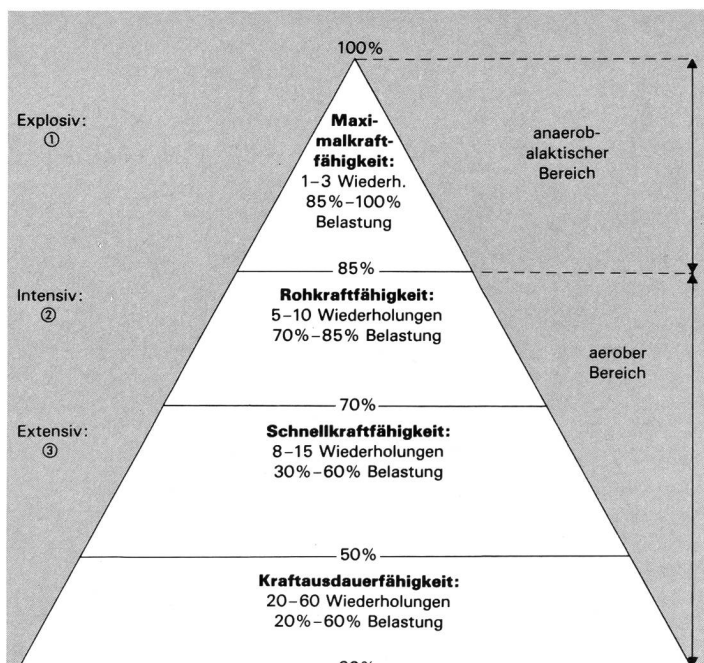 100%
Explosiv:
①
Maxi-
malkraft-
fähigkeit:
1–3 Wiederh.
85%–100%
Belastung
anaerob-
alaktischer
Bereich
85%
Intensiv:
②
Rohkraftfähigkeit:
5–10 Wiederholungen
70%–85% Belastung
aerober
Bereich
70%
Extensiv:
③
Schnellkraftfähigkeit:
8–15 Wiederholungen
30%–60% Belastung
50%
Kraftausdauerfähigkeit:
20–60 Wiederholungen
20%–60% Belastung